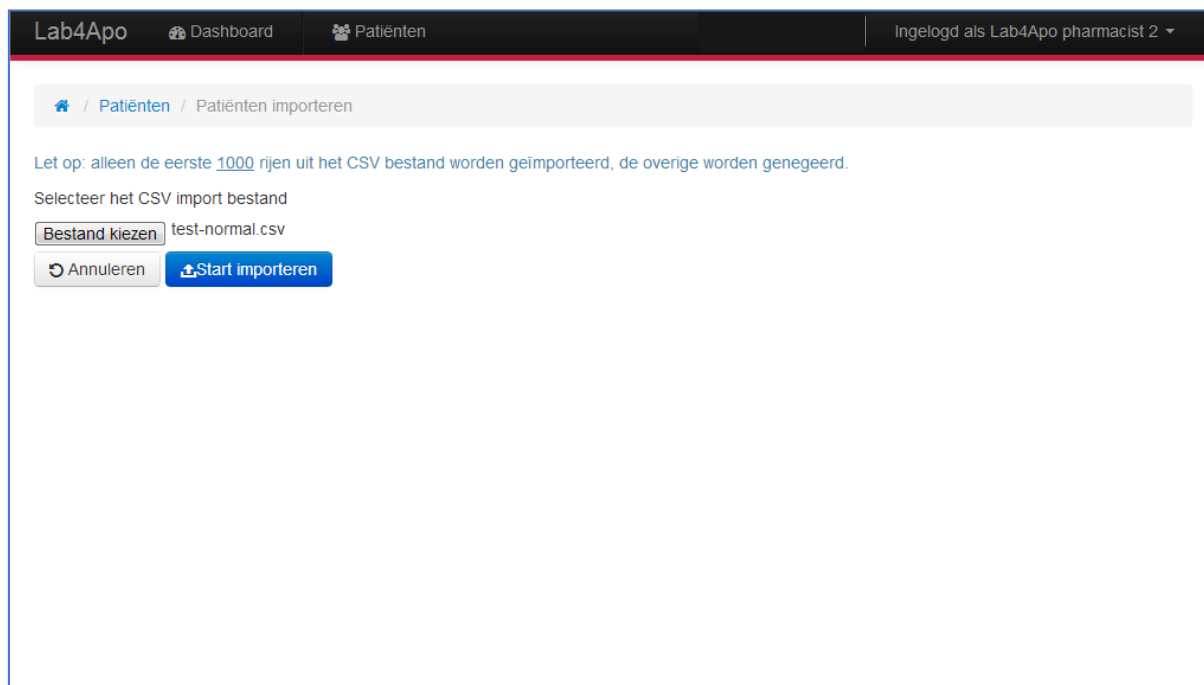 Lab4Apo Dashboard Patiënten Ingelogd als Lab4Apo pharmacist 2
/ Patiënten / Patiënten importeren
Let op: alleen de eerste 1000 rijen uit het CSV bestand worden geïmporteerd, de overige worden genegeerd.
Selecteer het CSV import bestand
Bestand kiezen test-normal.csv
Annuleren Start importeren